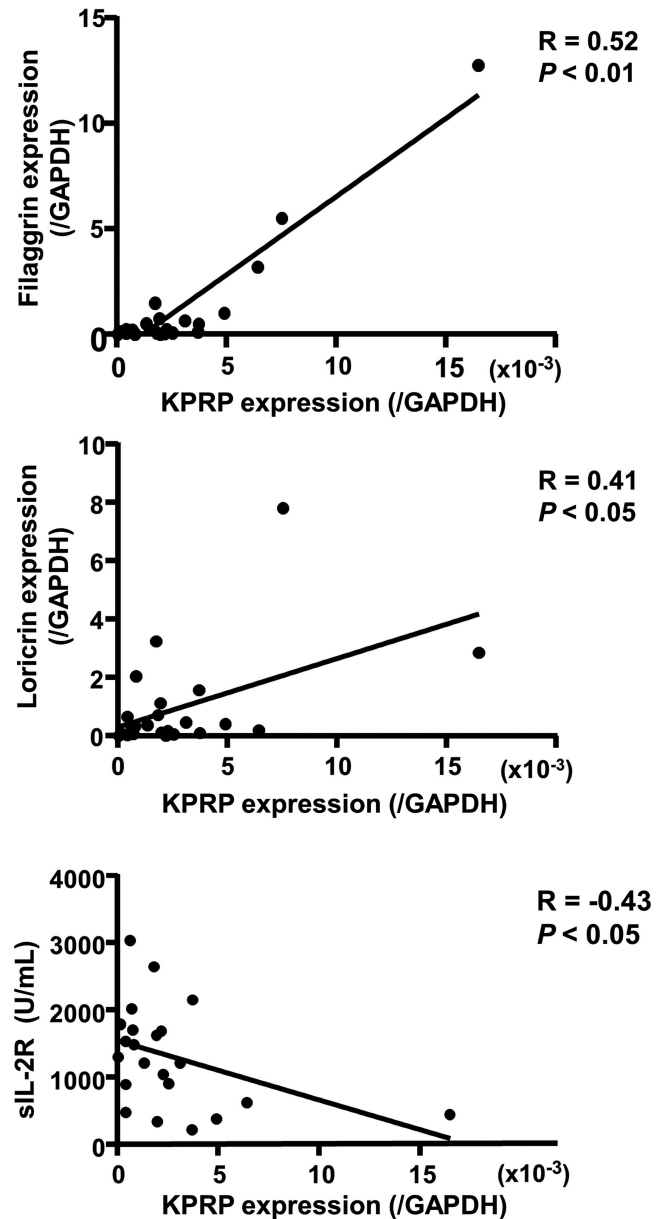 R = 0.52
P < 0.01
Filaggrin expression
(/GAPDH)
15
10
5
0
0 5 10 15 (x10-3)
KPRP expression (/GAPDH)
R = 0.41
P < 0.05
Loricrin expression
(/GAPDH)
10
8
6
4
2
0
0 5 10 15 (x10-3)
KPRP expression (/GAPDH)
R = -0.43
P < 0.05
sIL-2R (U/mL)
4000
3000
2000
1000
0
0 5 10 15 (x10-3)
KPRP expression (/GAPDH)